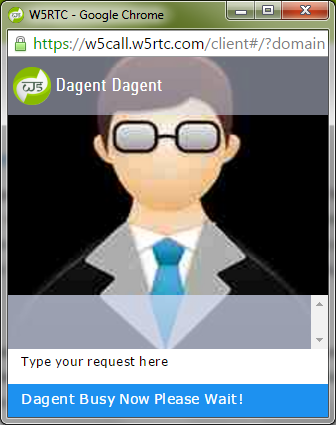 W5RTC - Google Chrome
https://w5call.w5rtc.com/client#/?domain
W5 Dagent Dagent
Type your request here
Dagent Busy Now Please Wait!